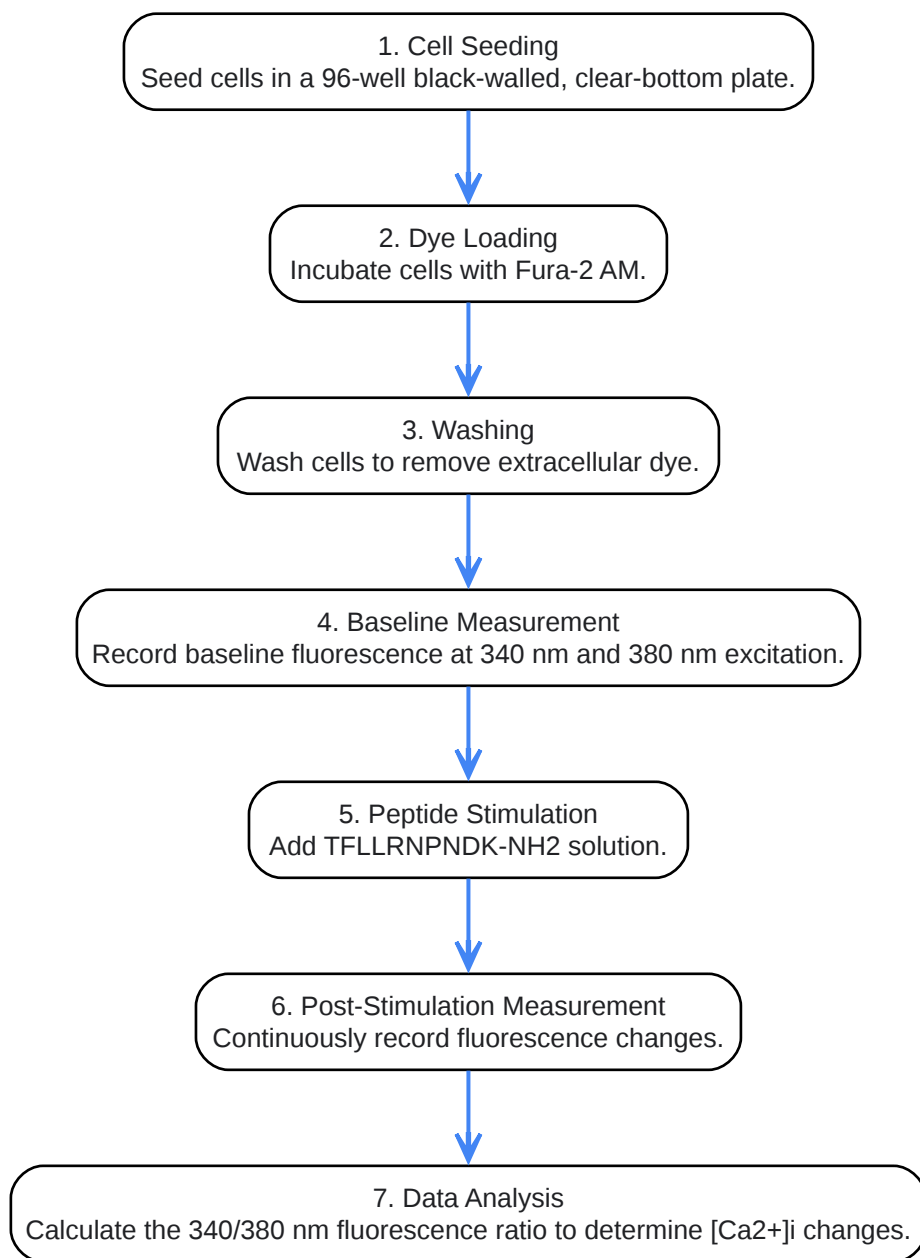 1. Cell Seeding
Seed cells in a 96-well black-walled, clear-bottom plate.
2. Dye Loading
Incubate cells with Fura-2 AM.
3. Washing
Wash cells to remove extracellular dye.
4. Baseline Measurement
Record baseline fluorescence at 340 nm and 380 nm excitation.
5. Peptide Stimulation
Add TFLLRNPNDK-NH2 solution.
6. Post-Stimulation Measurement
Continuously record fluorescence changes.
7. Data Analysis
Calculate the 340/380 nm fluorescence ratio to determine [Ca2+]i changes.